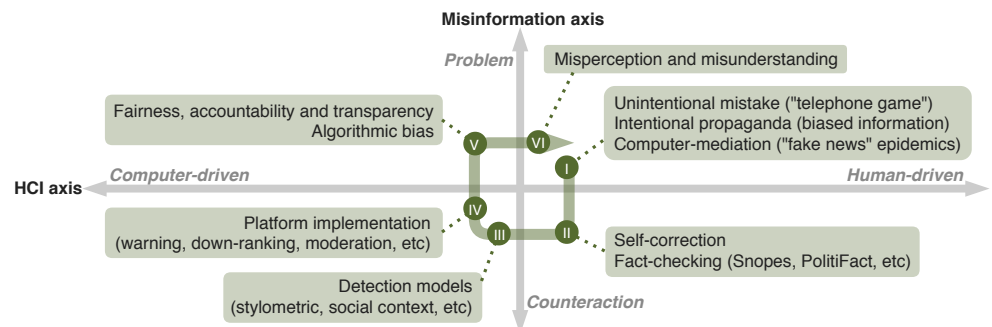 Misinformation axis
Problem
Misperception and misunderstanding
Unintentional mistake ("telephone game")
Intentional propaganda (biased information)
Computer-mediation ("fake news" epidemics)
Fairness, accountability and transparency
Algorithmic bias
V
VI
I
HCI axis
Computer-driven
Human-driven
IV
III
II
Platform implementation
(warning, down-ranking, moderation, etc)
Self-correction
Fact-checking (Snopes, PolitiFact, etc)
Detection models
(stylometric, social context, etc)
Counteraction